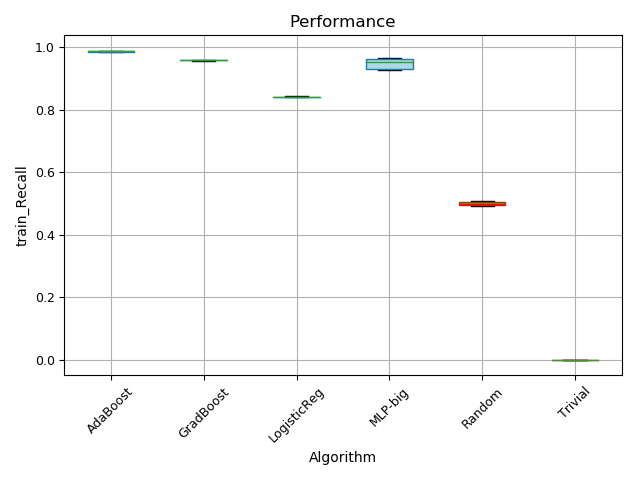 Performance
train_Recall
1.0
0.8
0.6
0.4
0.2
0.0
AdaBoost
GradBoost
LogisticReg
MLP-big
Random
Trivial
Algorithm